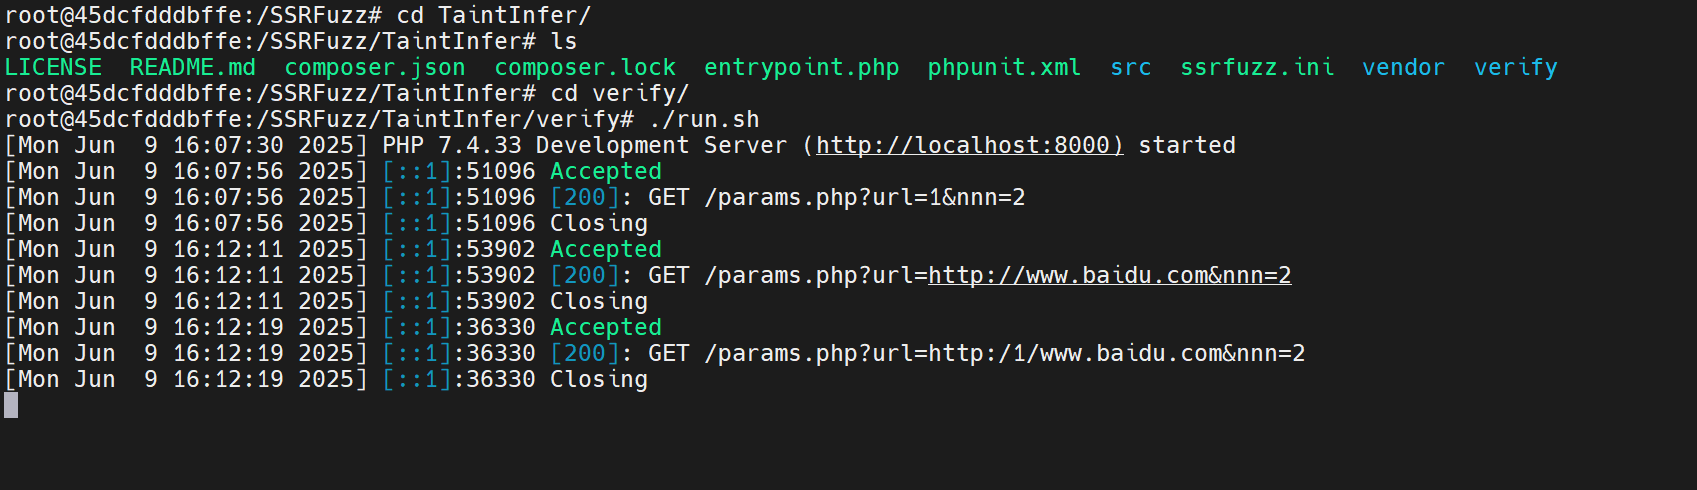 root@45dcfdddbffe:/SSRFuzz# cd TaintInfer/
root@45dcfdddbffe:/SSRFuzz/TaintInfer# ls
LICENSE  README.md  composer.json  composer.lock  entrypoint.php  phpunit.xml  src  ssrfuzz.ini  vendor  verify
root@45dcfdddbffe:/SSRFuzz/TaintInfer# cd verify/
root@45dcfdddbffe:/SSRFuzz/TaintInfer/verify# ./run.sh
[Mon Jun  9 16:07:30 2025] PHP 7.4.33 Development Server (http://localhost:8000) started
[Mon Jun  9 16:07:56 2025] [::1]:51096 Accepted
[Mon Jun  9 16:07:56 2025] [::1]:51096 [200]: GET /params.php?url=1&nnn=2
[Mon Jun  9 16:07:56 2025] [::1]:51096 Closing
[Mon Jun  9 16:12:11 2025] [::1]:53902 Accepted
[Mon Jun  9 16:12:11 2025] [::1]:53902 [200]: GET /params.php?url=http://www.baidu.com&nnn=2
[Mon Jun  9 16:12:11 2025] [::1]:53902 Closing
[Mon Jun  9 16:12:19 2025] [::1]:36330 Accepted
[Mon Jun  9 16:12:19 2025] [::1]:36330 [200]: GET /params.php?url=http:/1/www.baidu.com&nnn=2
[Mon Jun  9 16:12:19 2025] [::1]:36330 Closing